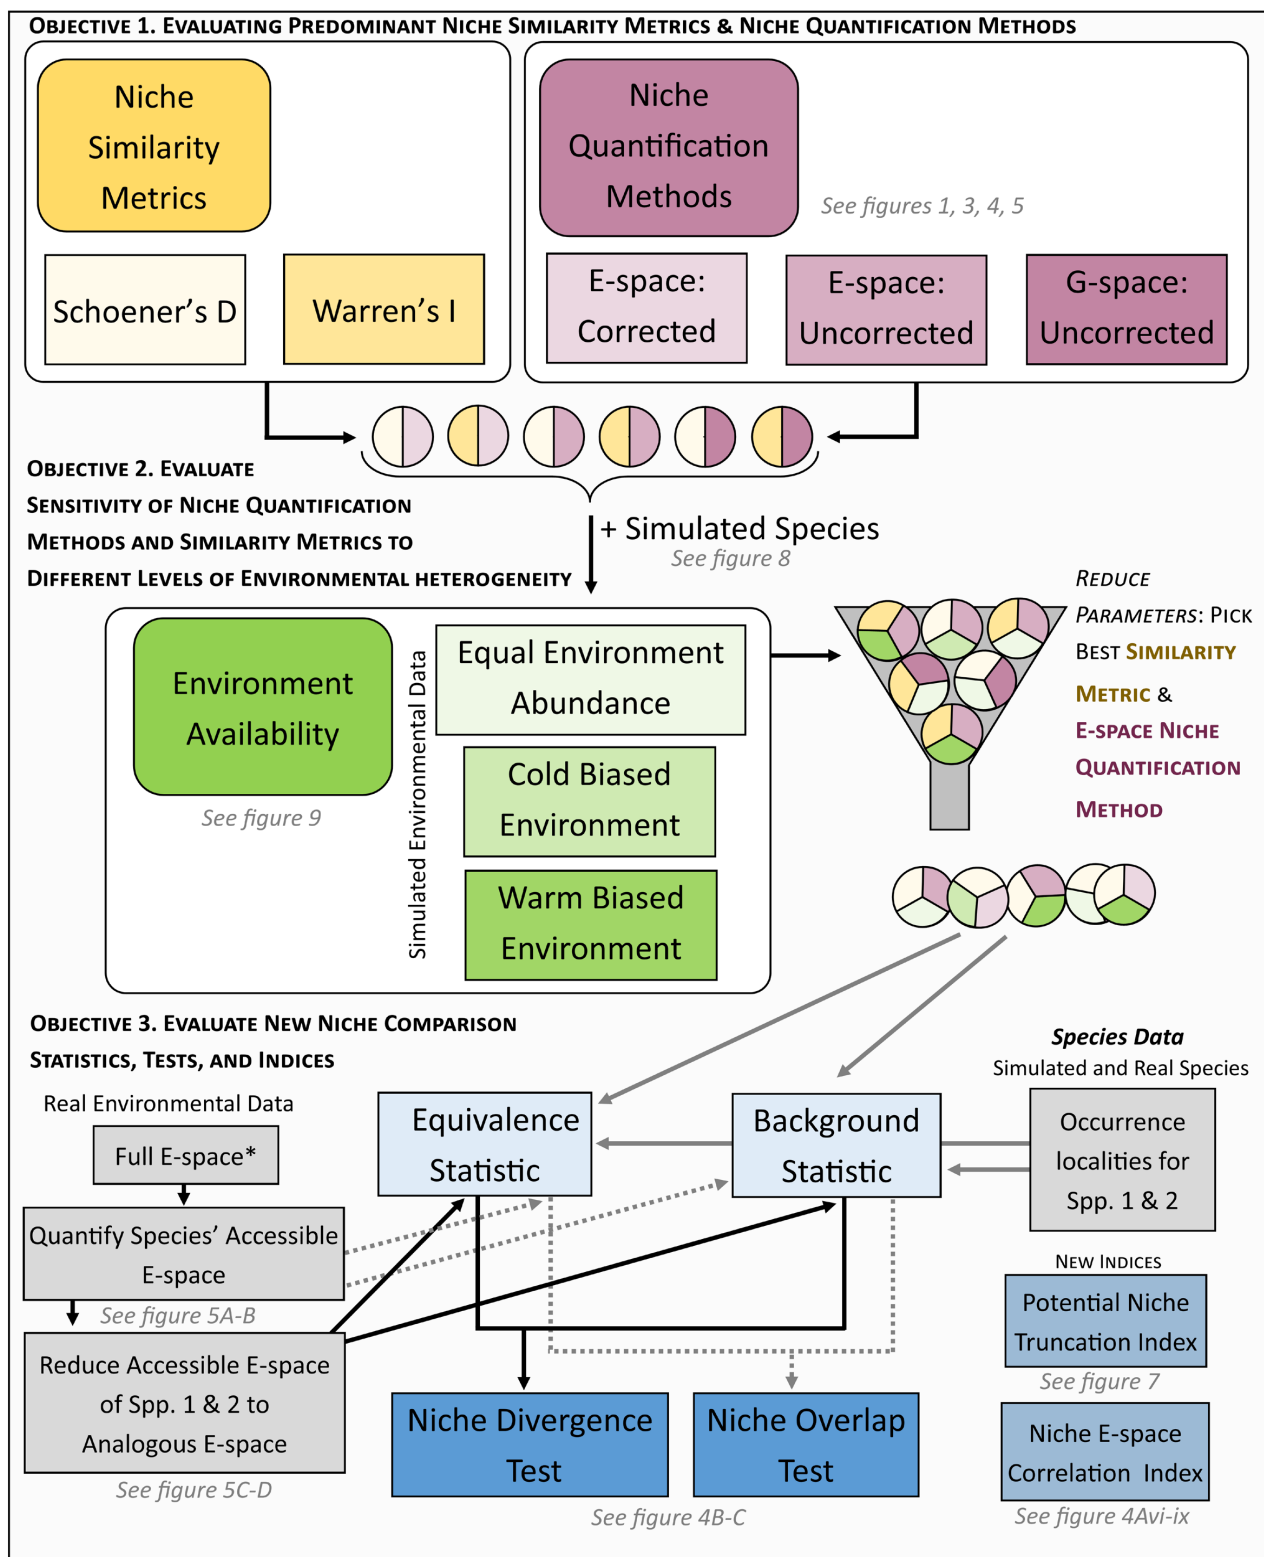 OBJECTIVE 1. EVALUATING PREDOMINANT NICHE SIMILARITY METRICS & NICHE QUANTIFICATION METHODS
Niche
Similarity
Metrics
Schoener's D
Warren's I
Niche
Quantification
Methods
See figures 1, 3, 4, 5
E-space:
Corrected
E-space:
Uncorrected
G-space:
Uncorrected
OBJECTIVE 2. EVALUATE
SENSITIVITY OF NICHE QUANTIFICATION
METHODS AND SIMILARITY METRICS TO
DIFFERENT LEVELS OF ENVIRONMENTAL HETEROGENEITY
+ Simulated Species
See figure 8
Environment
Availability
See figure 9
Simulated Environmental Data
Equal Environment
Abundance
Cold Biased
Environment
Warm Biased
Environment
REDUCE
PARAMETERS: PICK
BEST SIMILARITY
METRIC &
E-SPACE NICHE
QUANTIFICATION
METHOD
OBJECTIVE 3. EVALUATE NEW NICHE COMPARISON
STATISTICS, TESTS, AND INDICES
Real Environmental Data
Full E-space*
Quantify Species' Accessible
E-space
See figure 5A-B
Reduce Accessible E-space
of Spp. 1 & 2 to
Analogous E-space
See figure 5C-D
Equivalence
Statistic
Background
Statistic
Species Data
Simulated and Real Species
Occurrence
localities for
Spp. 1 & 2
NEW INDICES
Potential Niche
Truncation Index
See figure 7
Niche E-space
Correlation Index
See figure 4Avi-ix
Niche Divergence
Test
Niche Overlap
Test
See figure 4B-C